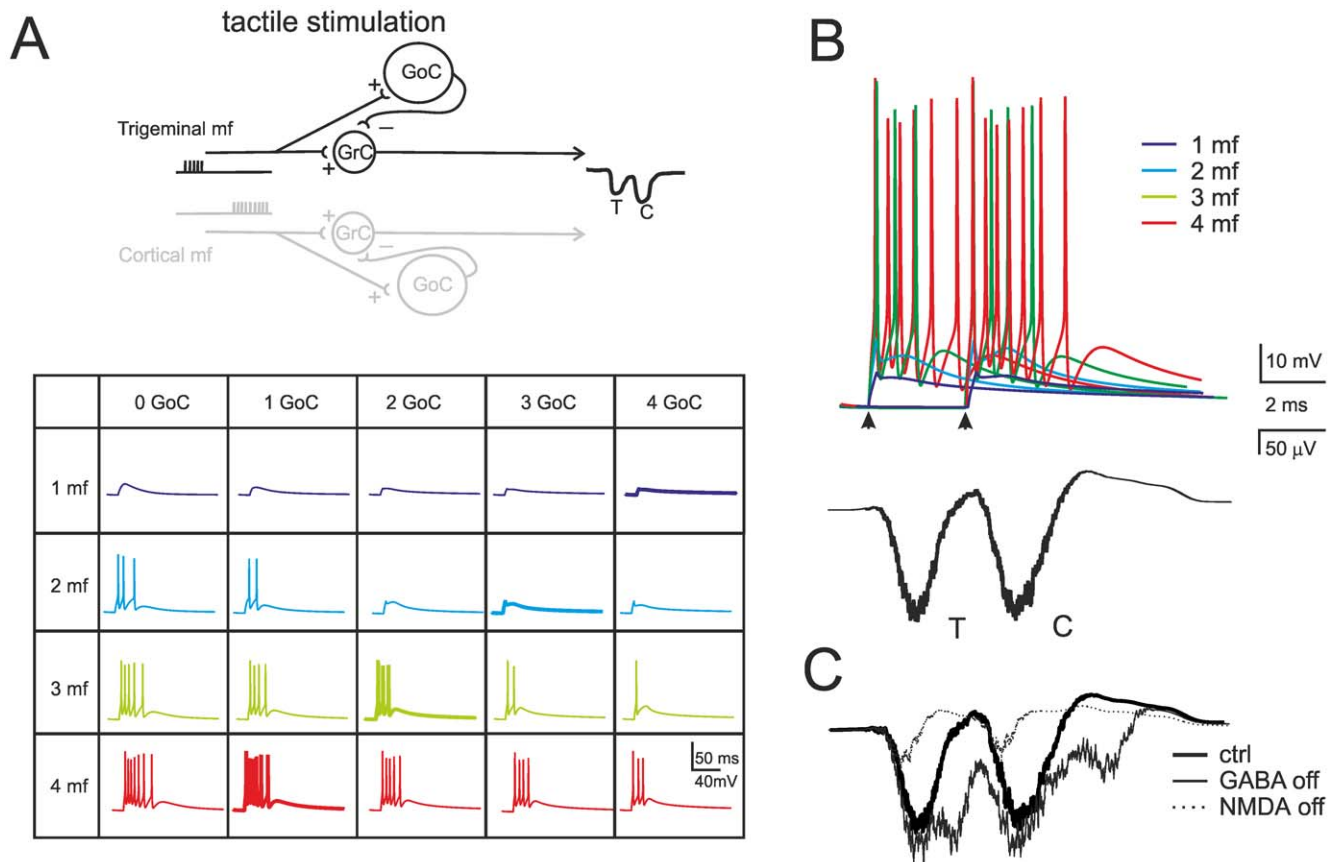 A
tactile stimulation
GoC
+
Trigeminal mf
−
GrC
+
T C
+
Cortical mf
GrC
−
GoC
+
0 GoC 1 GoC 2 GoC 3 GoC 4 GoC
1 mf
2 mf
3 mf
4 mf
50 ms
40mV
B
1 mf
2 mf
3 mf
4 mf
10 mV
2 ms
50 μV
T C
C
ctrl
GABA off
NMDA off